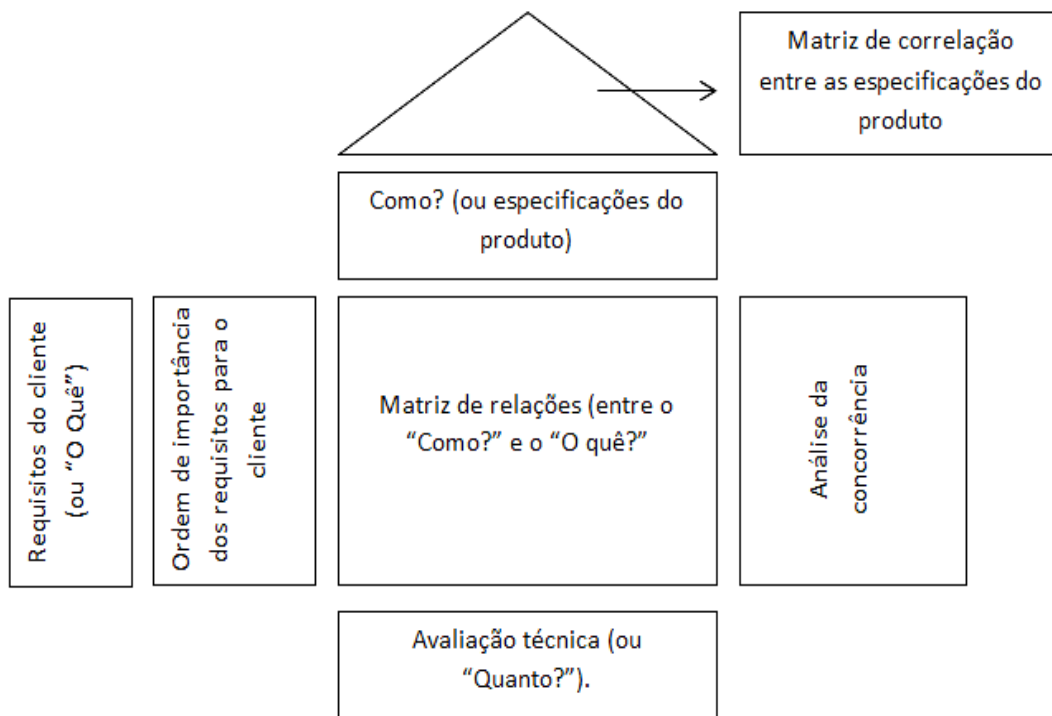 Matriz de correlação
entre as especificações do
produto
Como? (ou especificações do
produto)
Requisitos do cliente
(ou “O Quê”)
Ordem de importância
dos requisitos para o
cliente
Matriz de relações (entre o
“Como?” e o “O quê?”
Análise da
concorrência
Avaliação técnica (ou
“Quanto?”).